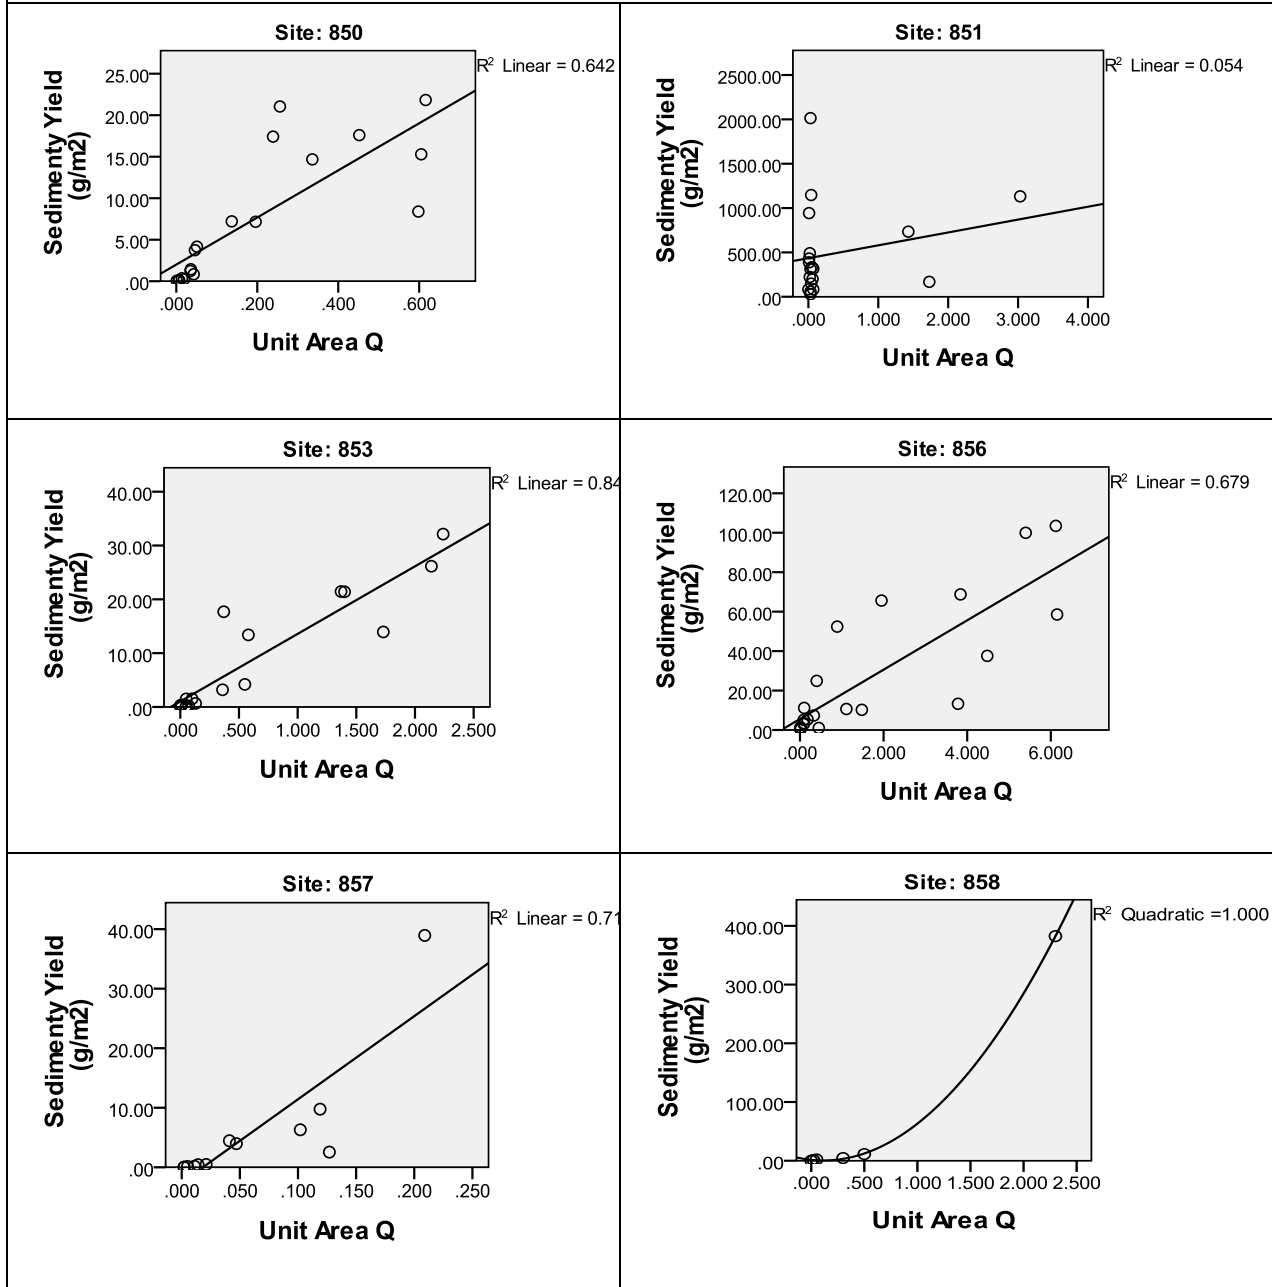 Site: 850
R² Linear = 0.642
Sedimenty Yield
(g/m2)
25.00
20.00
15.00
10.00
5.00
.00
.000 .200 .400 .600
Unit Area Q
Site: 851
R² Linear = 0.054
Sedimenty Yield
(g/m2)
2500.00
2000.00
1500.00
1000.00
500.00
.00
.000 1.000 2.000 3.000 4.000
Unit Area Q
Site: 853
R² Linear = 0.84
Sedimenty Yield
(g/m2)
40.00
30.00
20.00
10.00
.00
.000 .500 1.000 1.500 2.000 2.500
Unit Area Q
Site: 856
R² Linear = 0.679
Sedimenty Yield
(g/m2)
120.00
100.00
80.00
60.00
40.00
20.00
.00
.000 2.000 4.000 6.000
Unit Area Q
Site: 857
R² Linear = 0.71
Sedimenty Yield
(g/m2)
40.00
30.00
20.00
10.00
.00
.000 .050 .100 .150 .200 .250
Unit Area Q
Site: 858
R² Quadratic =1.000
Sedimenty Yield
(g/m2)
400.00
300.00
200.00
100.00
.00
.000 .500 1.000 1.500 2.000 2.500
Unit Area Q